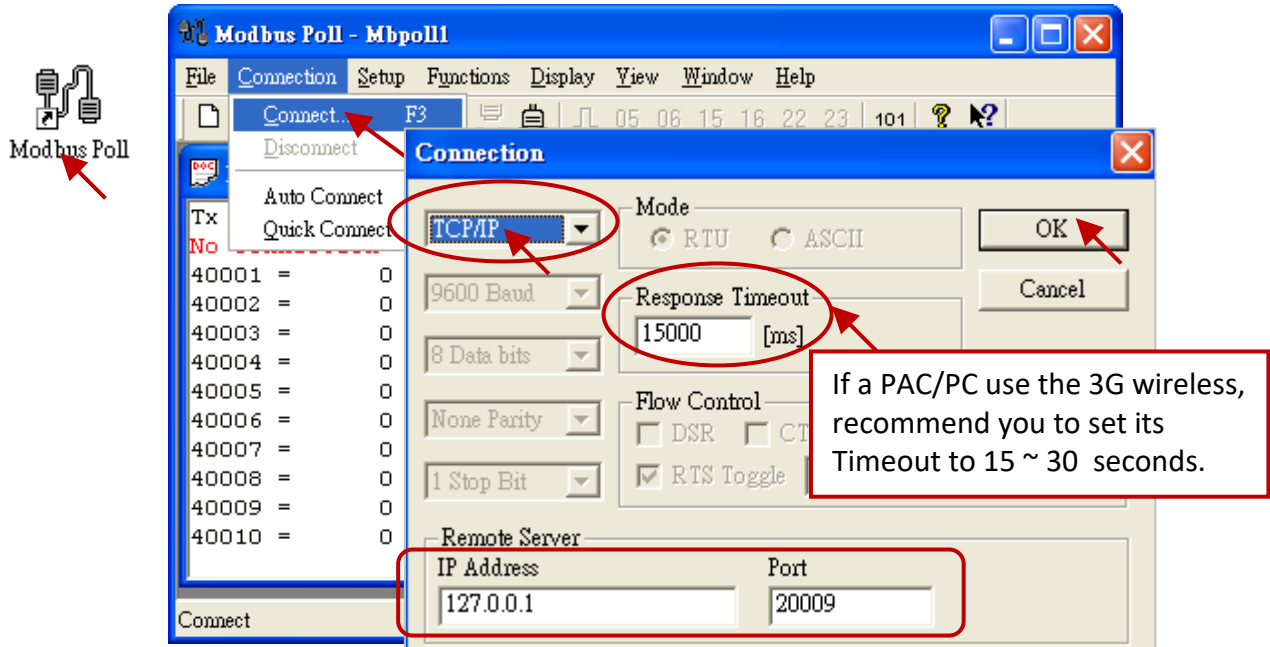 Modbus Poll - Mbpoll1
File Connection Setup Functions Display View Window Help
Connect... F3
05 06 15 16 22 23 101
Modbus Poll
Disconnect
Connection
Auto Connect
Quick Connect
Tx
No
TCP/IP
Mode
RTU ASCII
OK
40001 = 0
40002 = 0
40003 = 0
40004 = 0
40005 = 0
40006 = 0
40007 = 0
40008 = 0
40009 = 0
40010 = 0
9600 Baud
Response Timeout
15000 [ms]
Cancel
8 Data bits
If a PAC/PC use the 3G wireless,
recommend you to set its
Timeout to 15 ~ 30 seconds.
None Parity
Flow Control
DSR
1 Stop Bit
RTS Toggle
Remote Server
IP Address Port
127.0.0.1 20009
Connect